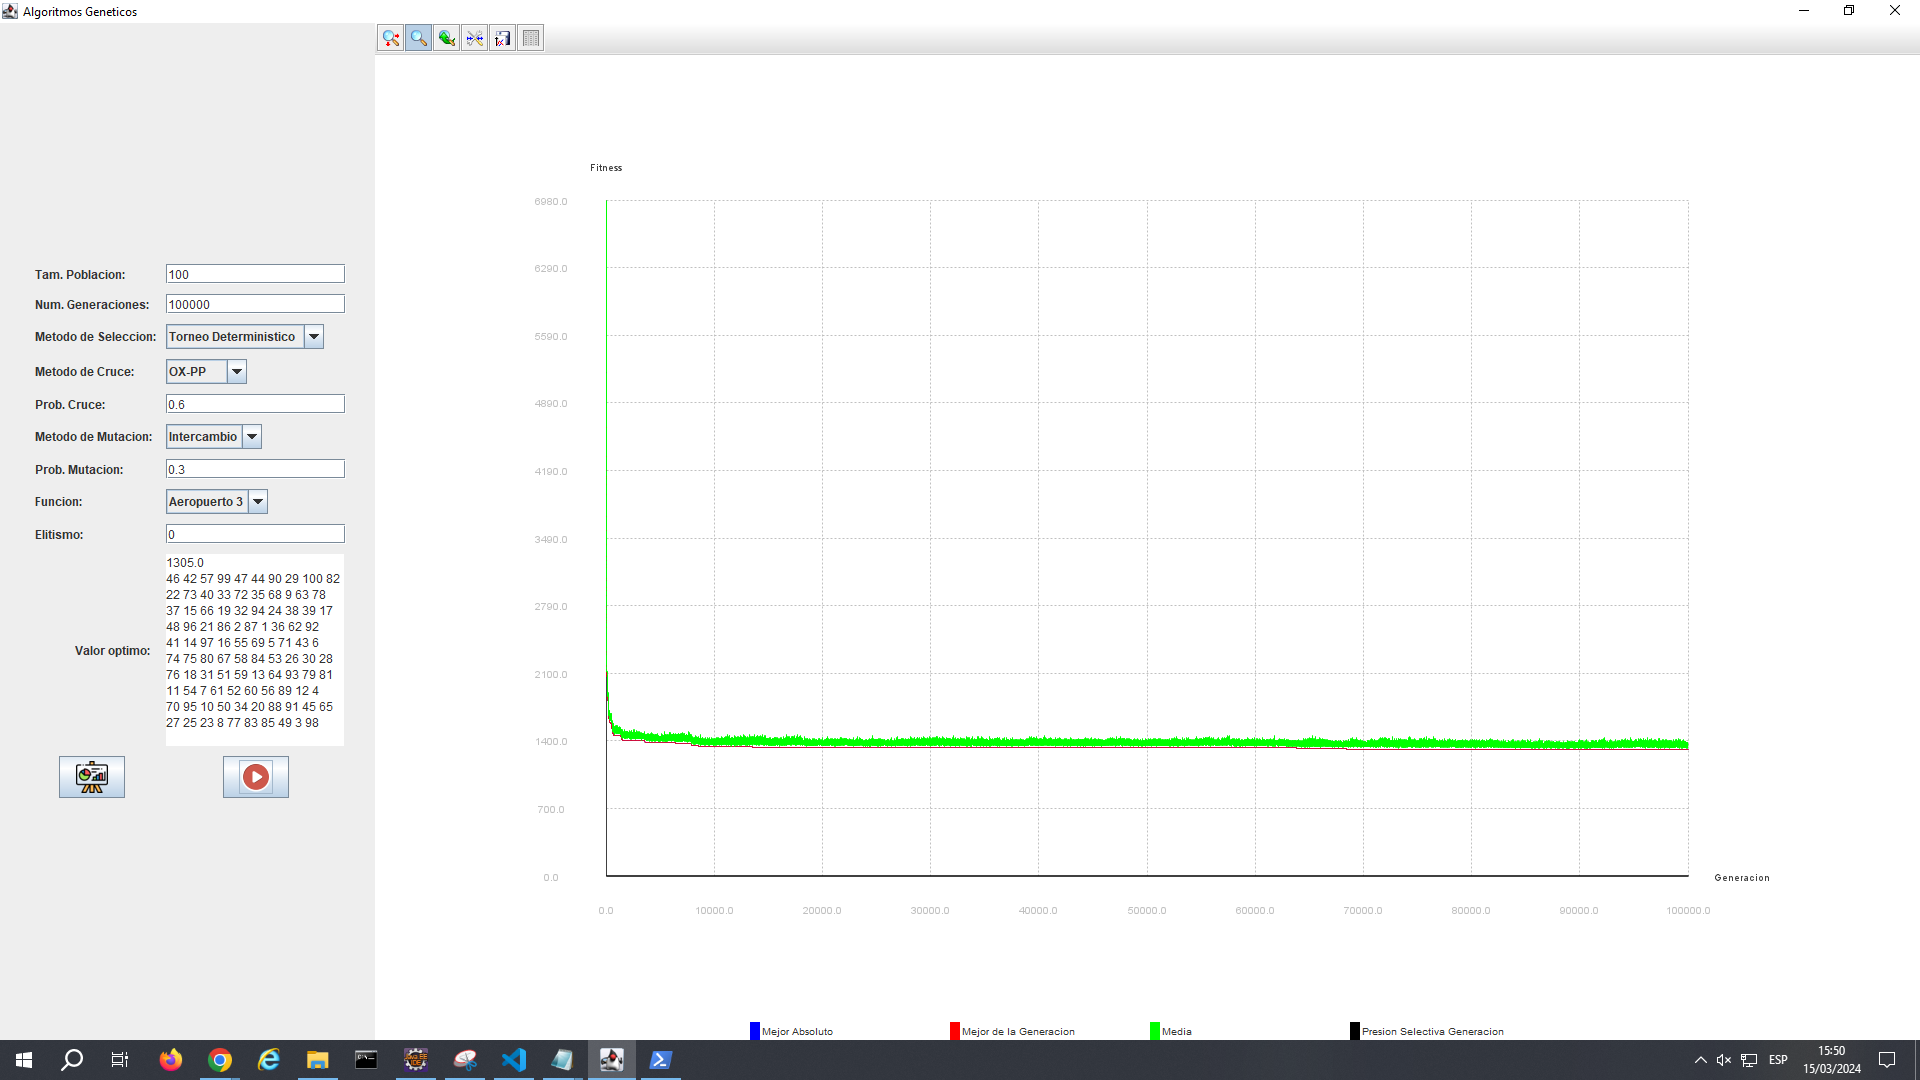 Algoritmos Geneticos
Tam. Poblacion: 100
Num. Generaciones: 100000
Metodo de Seleccion: Torneo Deterministico
Metodo de Cruce: OX-PP
Prob. Cruce: 0.6
Metodo de Mutacion: Intercambio
Prob. Mutacion: 0.3
Funcion: Aeropuerto 3
Elitismo: 0
Valor optimo:
1305.0
46 42 57 99 47 44 90 29 100 82
22 73 40 33 72 35 68 9 63 78
37 15 66 19 32 94 24 38 39 17
48 96 21 86 2 87 1 36 62 92
41 14 97 16 55 69 5 71 43 6
74 75 80 67 58 84 53 26 30 28
76 18 31 51 59 13 64 93 79 81
11 54 7 61 52 60 56 89 12 4
70 95 10 50 34 20 88 91 45 65
27 25 23 8 77 83 85 49 3 98
Fitness
6980.0
6290.0
5590.0
4890.0
4190.0
3490.0
2790.0
2100.0
1400.0
700.0
0.0
Generacion
0.0 10000.0 20000.0 30000.0 40000.0 50000.0 60000.0 70000.0 80000.0 90000.0 100000.0
Mejor Absoluto Mejor de la Generacion Media Presion Selectiva Generacion
ESP
15:50
15/03/2024